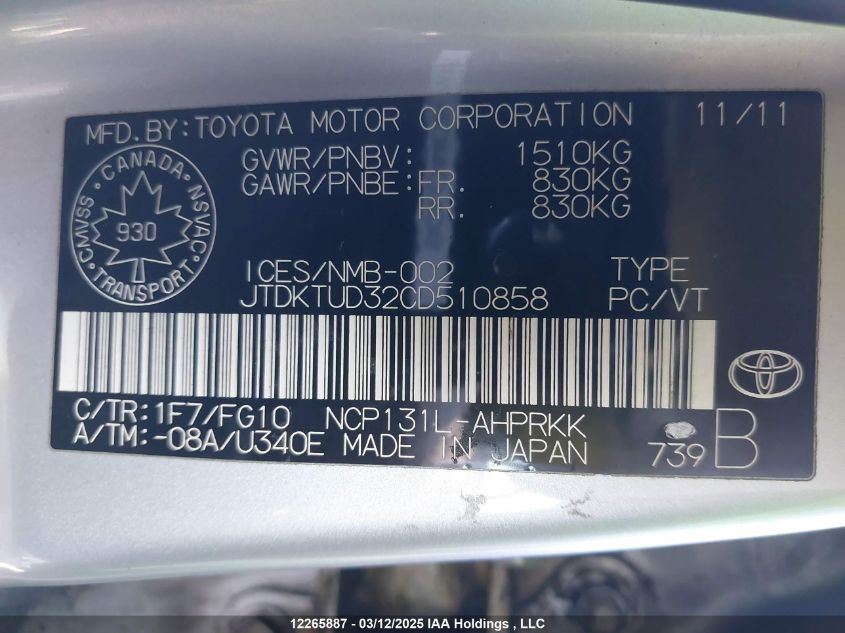 MFD. BY: TOYOTA MOTOR CORPORATION 11/11
GVWR/PNBV: 1510KG
GAWR/PNBE: FR. 830KG
RR. 830KG
CANADA
CMVSS 930 NSVAC
TRANSPORT
ICES/NMB-002 TYPE
JTDKTUD32CD510858 PC/VT
C/TR: 1F7/FG10 NCP131L-AHPRKK
A/TM: -08A/U340E MADE IN JAPAN 739 B
12265887 - 03/12/2025 IAA Holdings , LLC